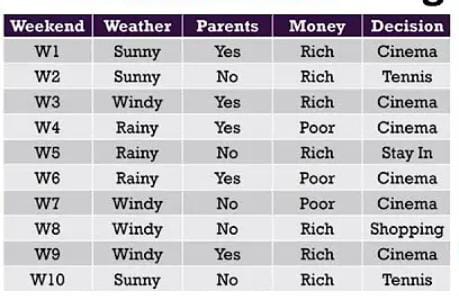 Weekend Weather Parents Money Decision
W1 Sunny Yes Rich Cinema
W2 Sunny No Rich Tennis
W3 Windy Yes Rich Cinema
W4 Rainy Yes Poor Cinema
W5 Rainy No Rich Stay In
W6 Rainy Yes Poor Cinema
W7 Windy No Poor Cinema
W8 Windy No Rich Shopping
W9 Windy Yes Rich Cinema
W10 Sunny No Rich Tennis